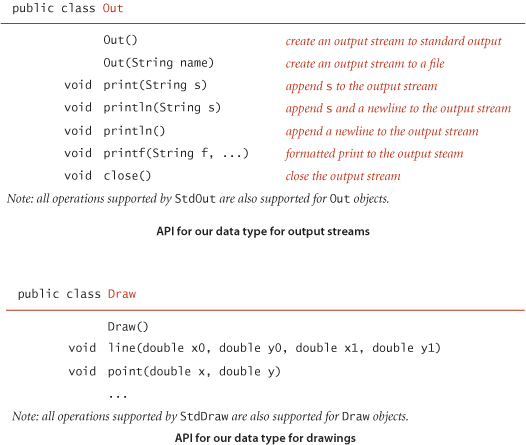 public class Out
Out() create an output stream to standard output
Out(String name) create an output stream to a file
void print(String s) append s to the output stream
void println(String s) append s and a newline to the output stream
void println() append a newline to the output stream
void printf(String f, ...) formatted print to the output steam
void close() close the output stream
Note: all operations supported by StdOut are also supported for Out objects.
API for our data type for output streams
public class Draw
Draw()
void line(double x0, double y0, double x1, double y1)
void point(double x, double y)
...
Note: all operations supported by StdDraw are also supported for Draw objects.
API for our data type for drawings